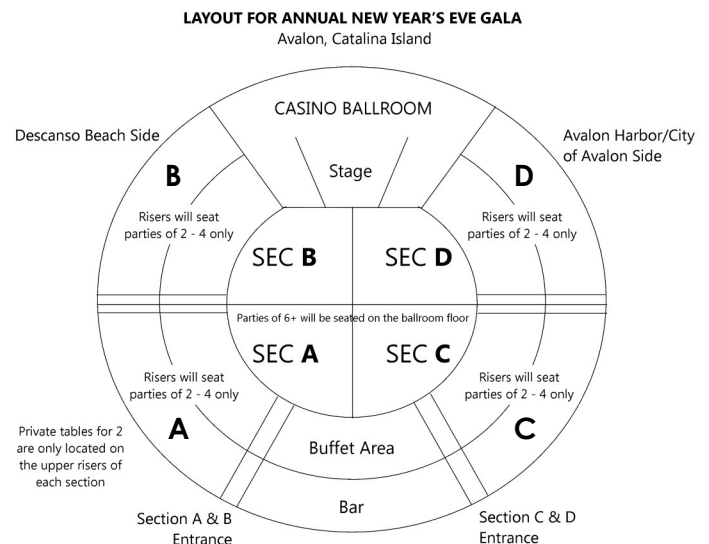 LAYOUT FOR ANNUAL NEW YEAR'S EVE GALA
Avalon, Catalina Island
CASINO BALLROOM
Descanso Beach Side
Avalon Harbor/City
of Avalon Side
Stage
B
D
Risers will seat
parties of 2 - 4 only
Risers will seat
parties of 2 - 4 only
SEC B
SEC D
Parties of 6+ will be seated on the ballroom floor
SEC A
SEC C
Risers will seat
parties of 2 - 4 only
Risers will seat
parties of 2 - 4 only
A
C
Private tables for 2
are only located on
the upper risers of
each section
Buffet Area
Bar
Section A & B
Entrance
Section C & D
Entrance